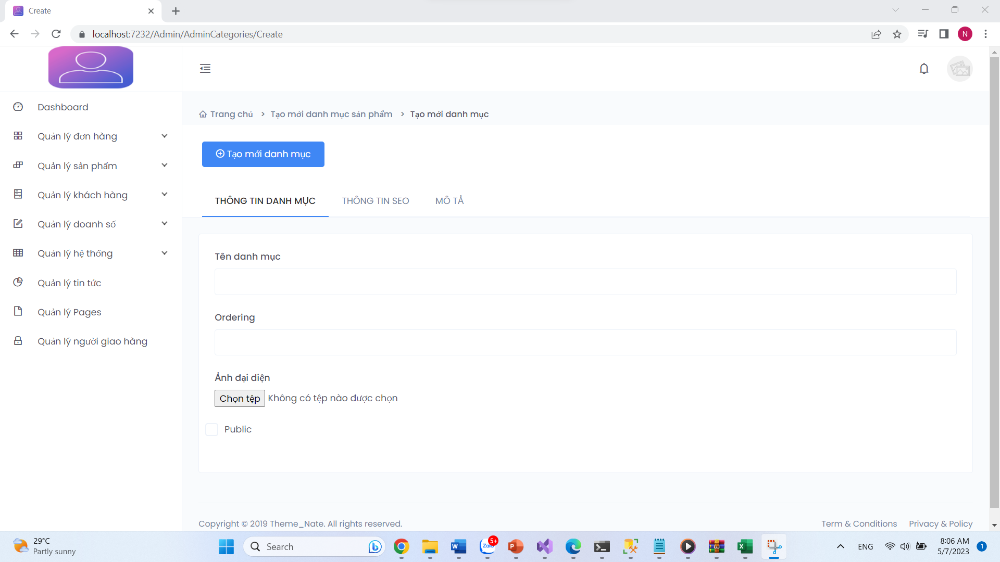 Create
localhost:7232/Admin/AdminCategories/Create
N
Dashboard
Quản lý đơn hàng
Quản lý sản phẩm
Quản lý khách hàng
Quản lý doanh số
Quản lý hệ thống
Quản lý tin tức
Quản lý Pages
Quản lý người giao hàng
Trang chủ > Tạo mới danh mục sản phẩm > Tạo mới danh mục
Tạo mới danh mục
THÔNG TIN DANH MỤC THÔNG TIN SEO MÔ TẢ
Tên danh mục
Ordering
Ảnh đại diện
Chọn tệp Không có tệp nào được chọn
Public
Copyright © 2019 Theme_Nate. All rights reserved.
Term & Conditions Privacy & Policy
29°C
Partly sunny
Search
W
Zalo
5+
P
X
ENG
8:06 AM
5/7/2023
1